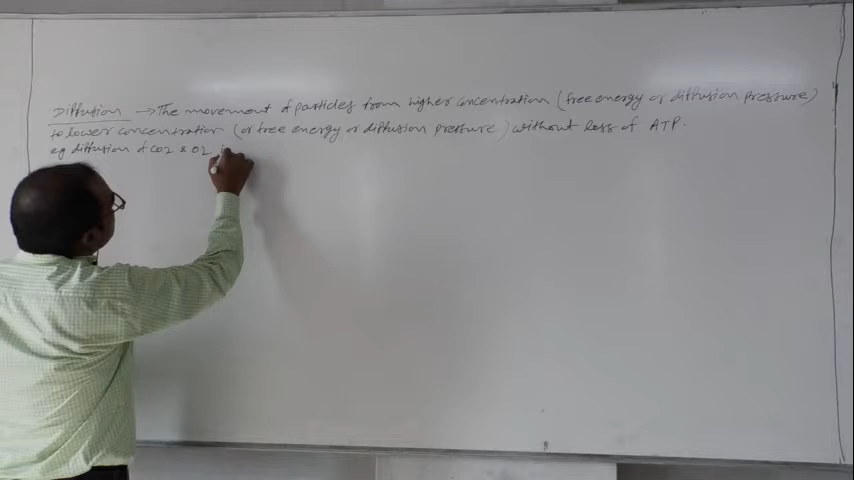 Diffusion → The movement of particles from higher concentration (free energy or diffusion pressure)
to lower concentration (or free energy or diffusion pressure) without loss of ATP.
eg diffusion of CO2 & O2